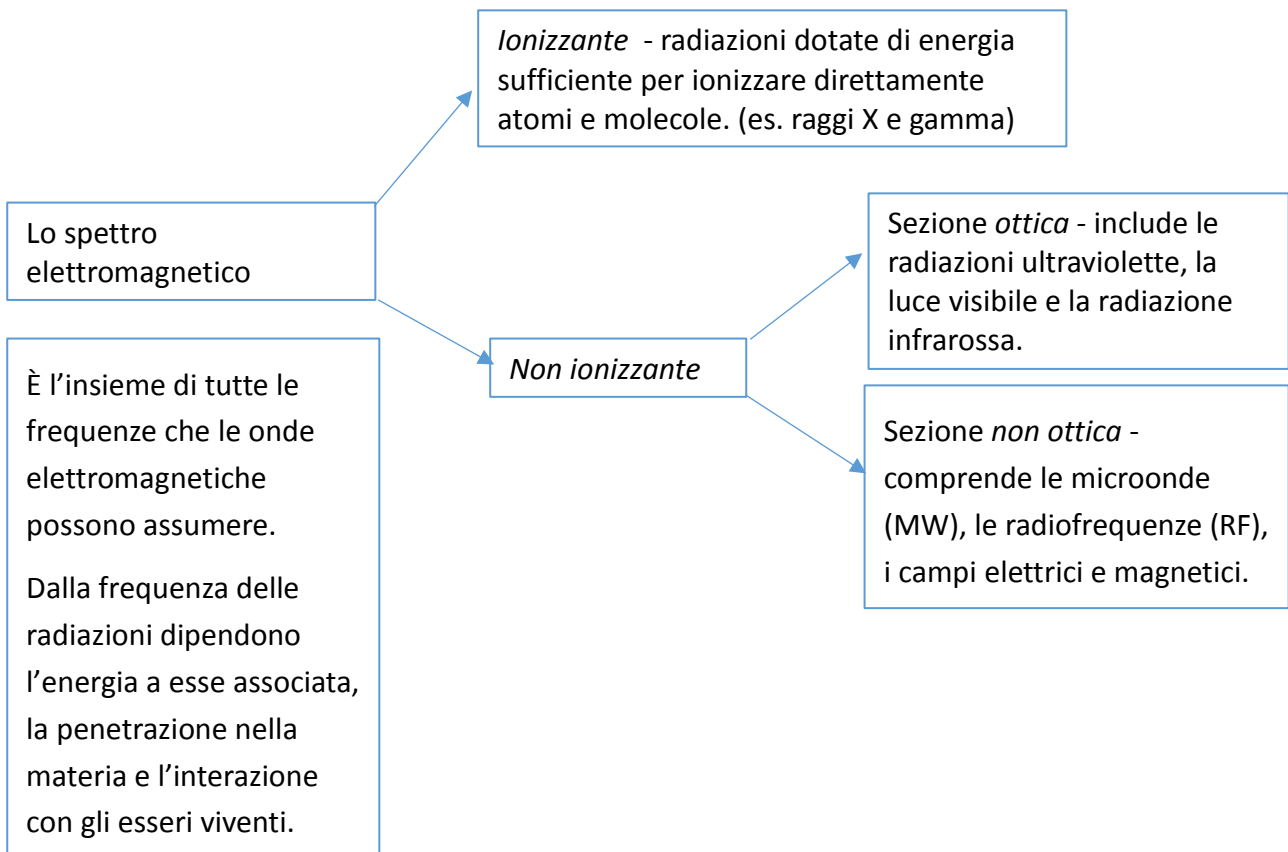 Ionizzante  - radiazioni dotate di energia
sufficiente per ionizzare direttamente
atomi e molecole. (es. raggi X e gamma)
Lo spettro
elettromagnetico
Sezione ottica - include le
radiazioni ultraviolette, la
luce visibile e la radiazione
infrarossa.
Non ionizzante
È l’insieme di tutte le
frequenze che le onde
elettromagnetiche
possono assumere.
Dalla frequenza delle
radiazioni dipendono
l’energia a esse associata,
la penetrazione nella
materia e l’interazione
con gli esseri viventi.
Sezione non ottica -
comprende le microonde
(MW), le radiofrequenze (RF),
i campi elettrici e magnetici.